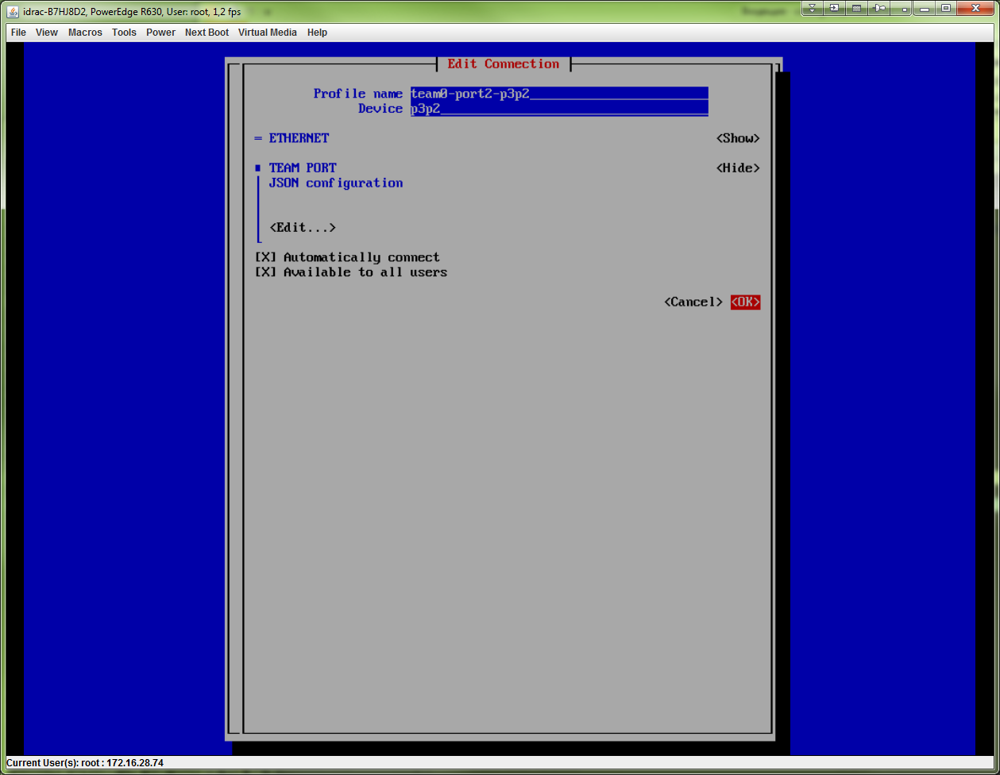 idrac-B7HJ8D2, PowerEdge R630, User: root, 1,2 fps
File View Macros Tools Power Next Boot Virtual Media Help
Edit Connection
Profile name team0-port2-p3p2
Device p3p2
= ETHERNET <Show>
TEAM PORT <Hide>
JSON configuration
<Edit...>
[X] Automatically connect
[X] Available to all users
<Cancel> <OK>
Current User(s): root : 172.16.28.74